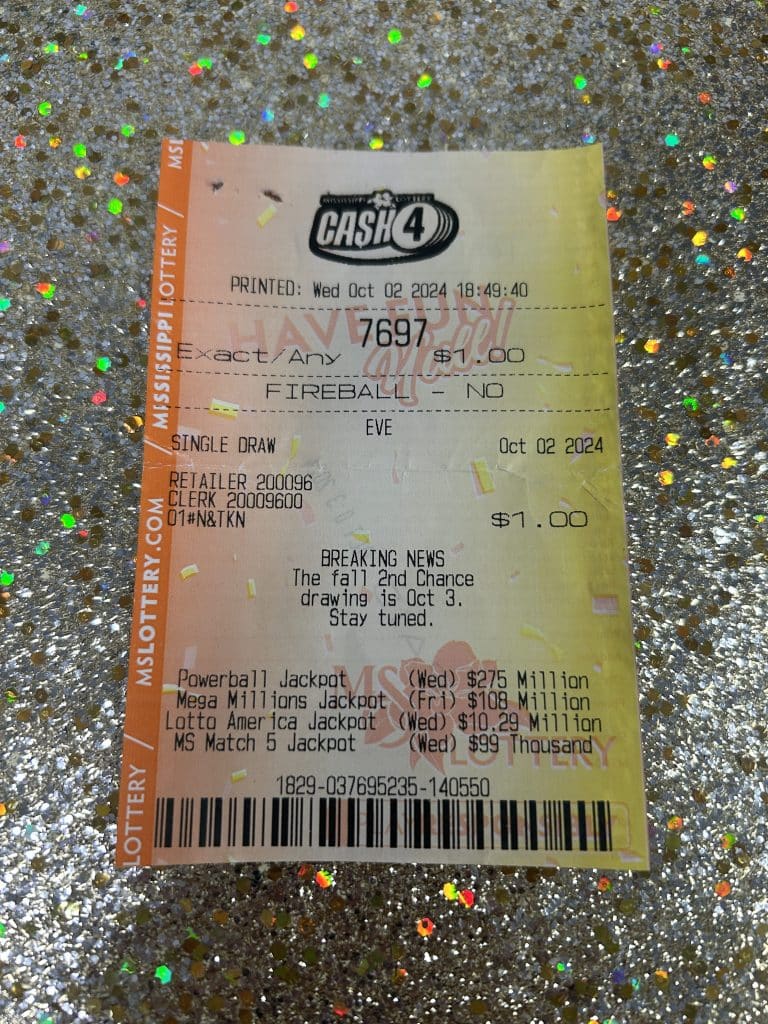 MISSISSIPPI LOTTERY
CASH 4
PRINTED: Wed Oct 02 2024 18:49:40
HAVE FUN
Y'all!
7697
Exact/Any $1.00
FIREBALL - NO
EVE
SINGLE DRAW Oct 02 2024
RETAILER 200096
CLERK 20009600
01#N&TKN $1.00
BREAKING NEWS
The fall 2nd Chance
drawing is Oct 3.
Stay tuned.
Powerball Jackpot (Wed) $275 Million
Mega Millions Jackpot (Fri) $108 Million
Lotto America Jackpot (Wed) $10.29 Million
MS Match 5 Jackpot (Wed) $99 Thousand
LOTTERY
1829-037695235-140550
LOTTERY / MSLOTTERY.COM / MISSISSIPPI LOTTERY / MSL